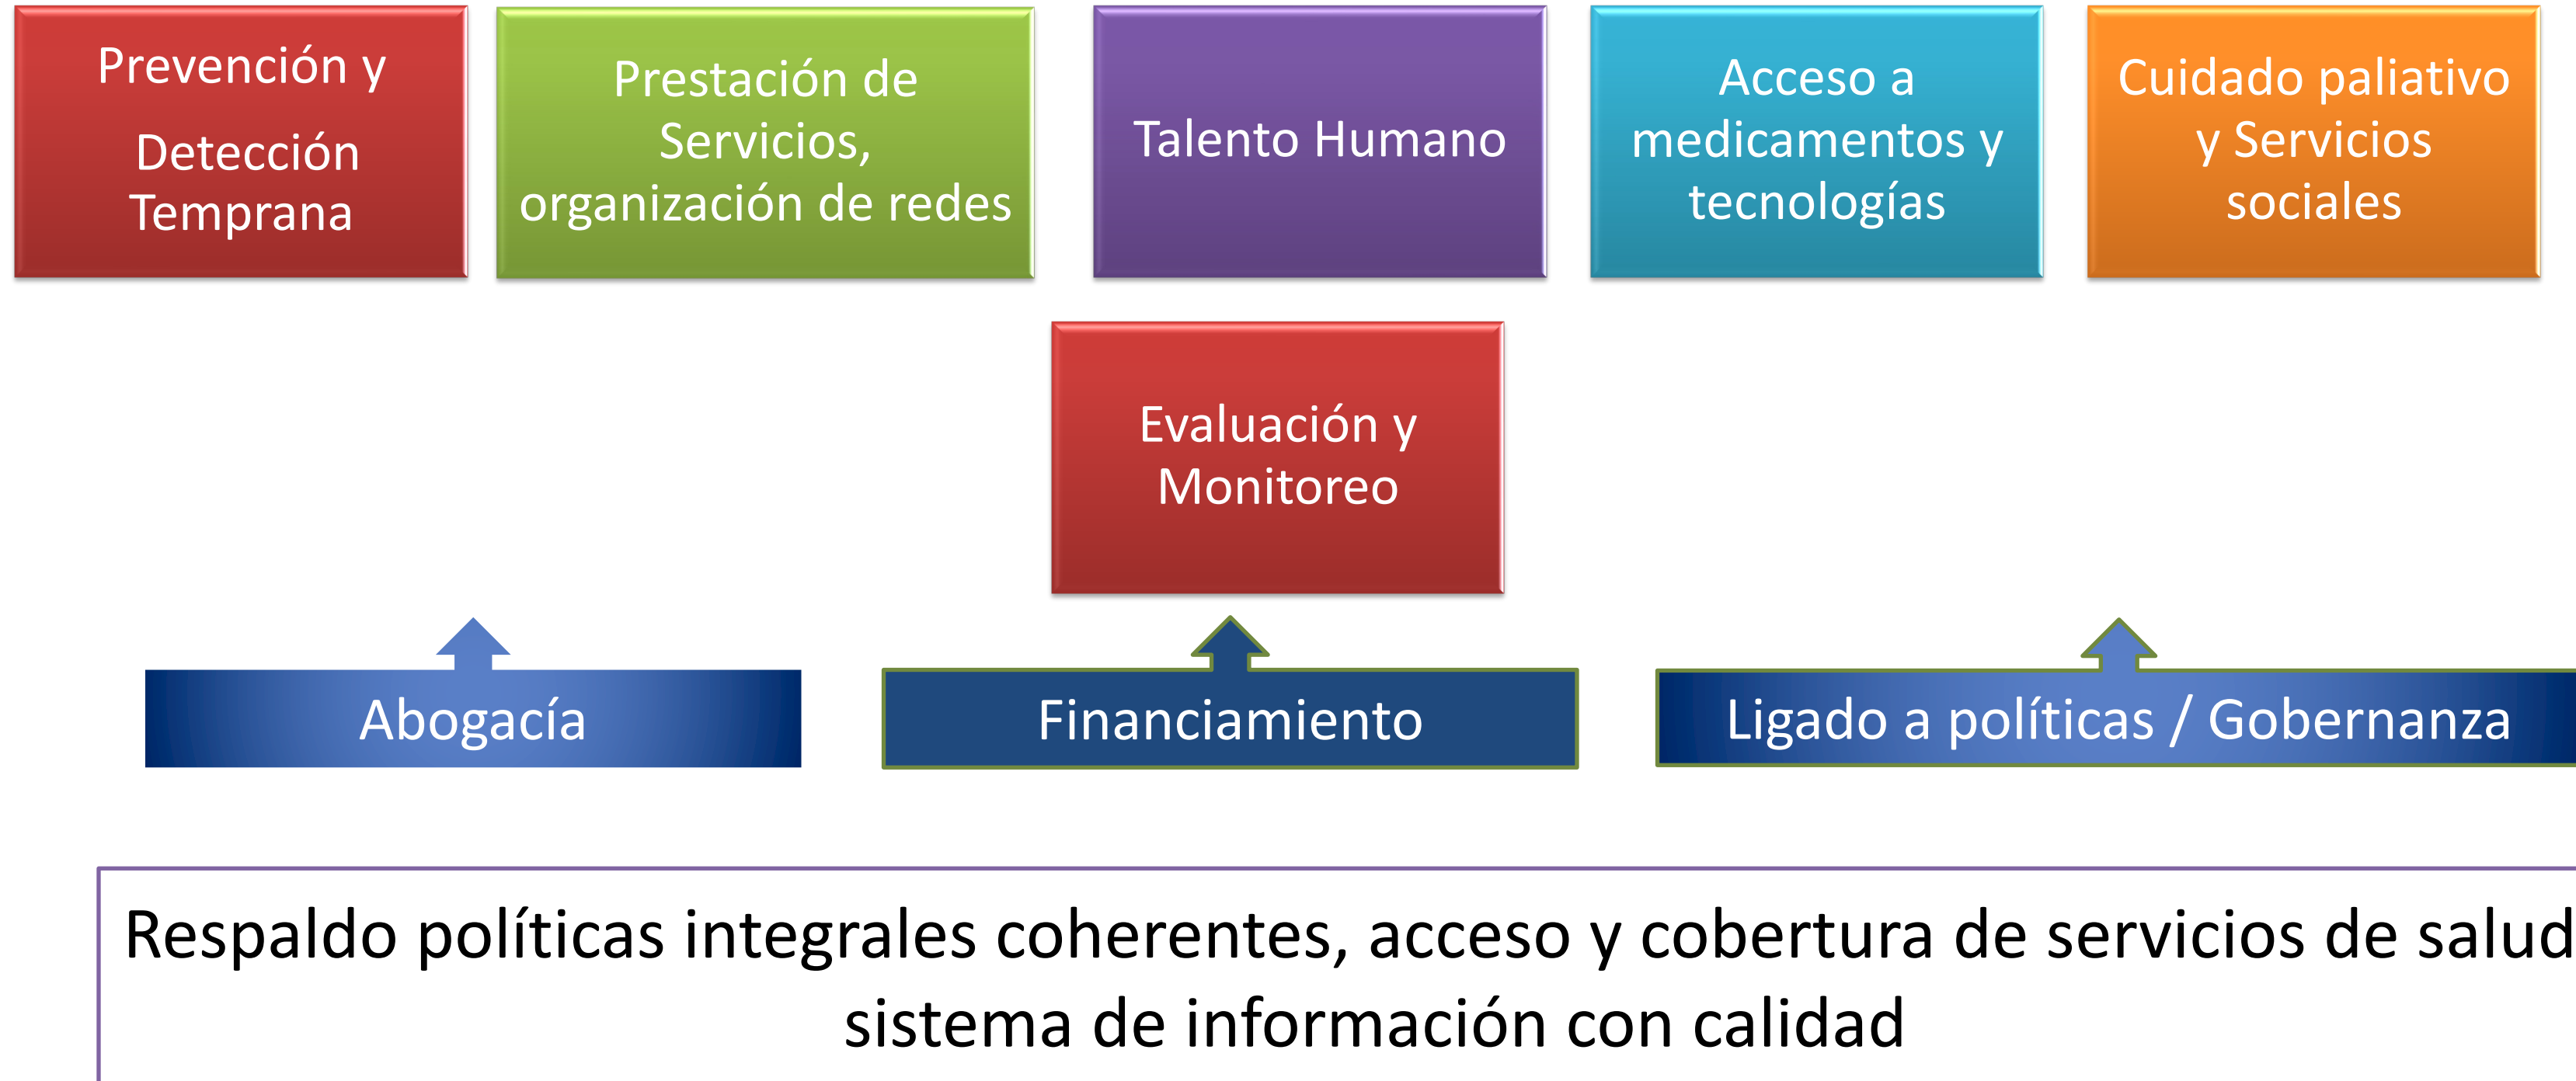 Prevención y
Detección
Temprana
Prestación de
Servicios,
organización de redes
Talento Humano
Acceso a
medicamentos y
tecnologías
Cuidado paliativo
y Servicios
sociales
Evaluación y
Monitoreo
Abogacía
Financiamiento
Ligado a políticas / Gobernanza
Respaldo políticas integrales coherentes, acceso y cobertura de servicios de salud
sistema de información con calidad